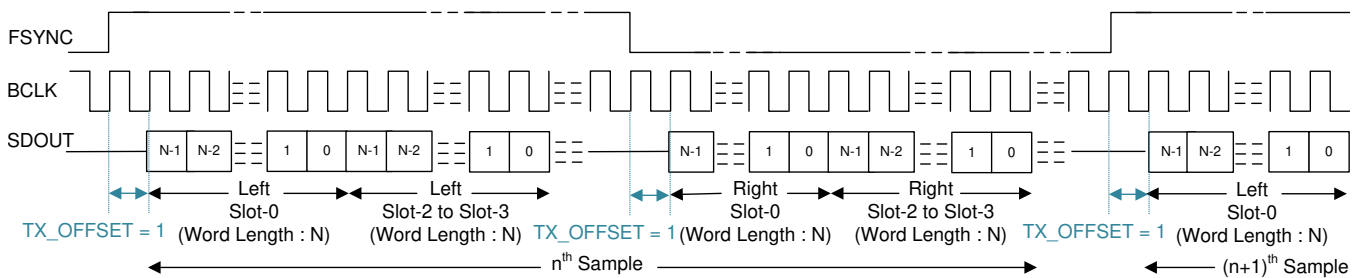 FSYNC
BCLK
SDOUT
N-1 N-2 1 0 N-1 N-2 1 0 N-1 1 0 N-1 N-2 1 0 N-1 N-2 1 0
Left Left Right Right Left
Slot-0 Slot-2 to Slot-3 Slot-0 Slot-2 to Slot-3 Slot-0
TX_OFFSET = 1 (Word Length : N) (Word Length : N) TX_OFFSET = 1 (Word Length : N) (Word Length : N) TX_OFFSET = 1 (Word Length : N)
nth Sample (n+1)th Sample